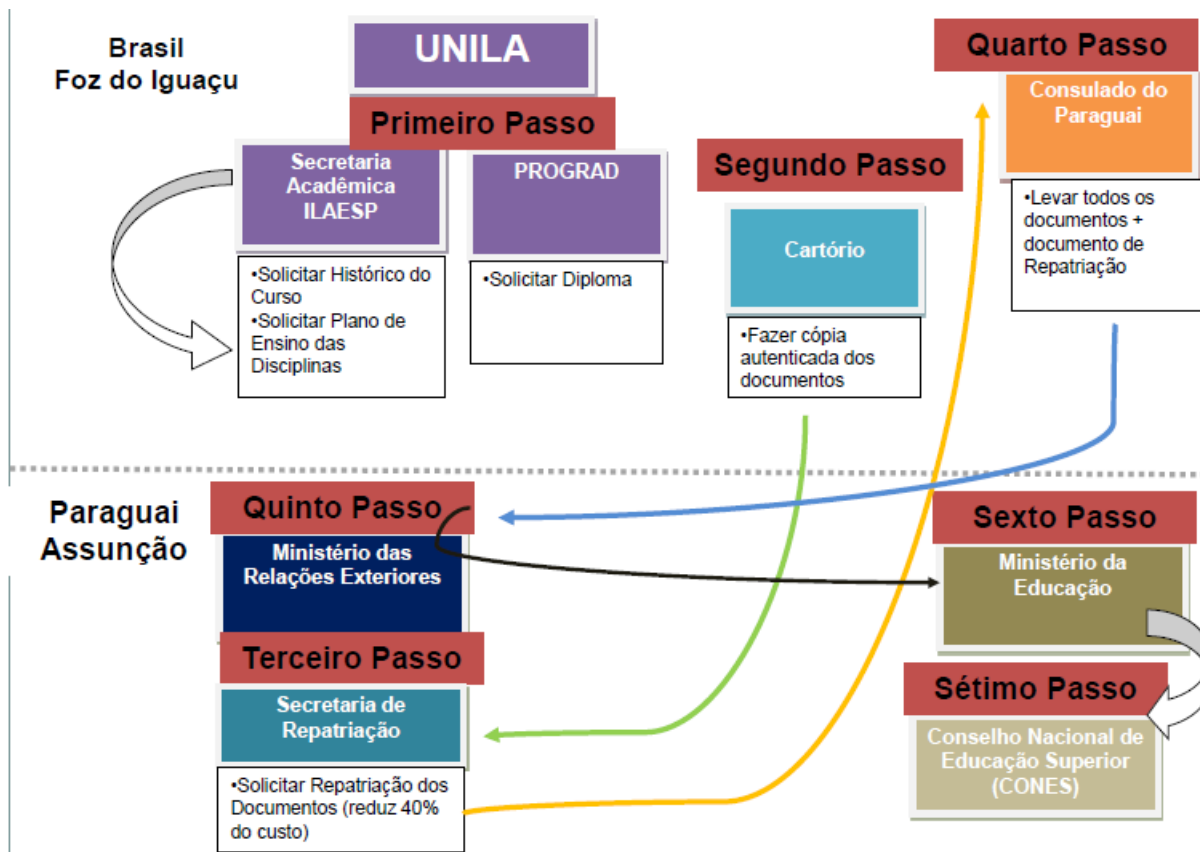 Brasil
Foz do Iguaçu
UNILA
Primeiro Passo
Secretaria
Acadêmica
ILAESP
•Solicitar Histórico do
Curso
•Solicitar Plano de
Ensino das
Disciplinas
PROGRAD
•Solicitar Diploma
Segundo Passo
Cartório
•Fazer cópia
autenticada dos
documentos
Quarto Passo
Consulado do
Paraguai
•Levar todos os
documentos +
documento de
Repatriação
Paraguai
Assunção
Quinto Passo
Ministério das
Relações Exteriores
Terceiro Passo
Secretaria de
Repatriação
•Solicitar Repatriação dos
Documentos (reduz 40%
do custo)
Sexto Passo
Ministério da
Educação
Sétimo Passo
Conselho Nacional de
Educação Superior
(CONES)